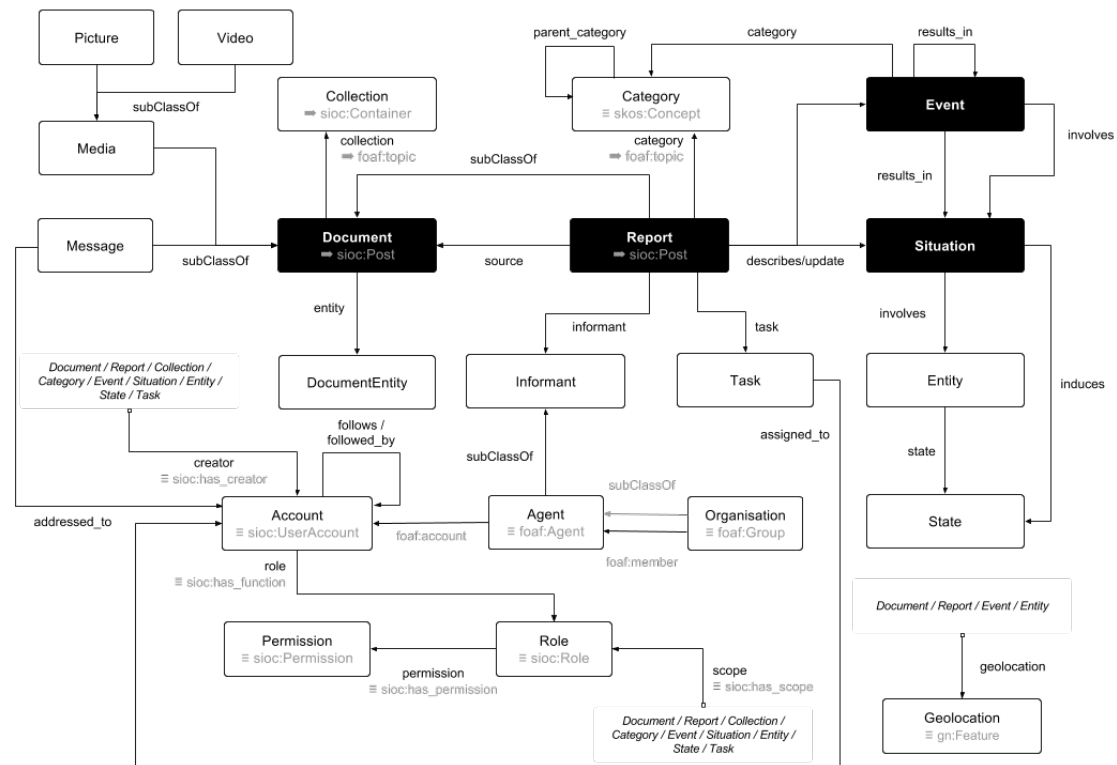 Picture
Video
parent_category
category
results_in
subClassOf
Collection
➡ sioc:Container
Category
≡ skos:Concept
Event
Media
collection
➡ foaf:topic
subClassOf
category
➡ foaf:topic
results_in
involves
Message
subClassOf
Document
➡ sioc:Post
source
Report
➡ sioc:Post
describes/update
Situation
entity
informant
task
involves
Document / Report / Collection /
Category / Event / Situation / Entity /
State / Task
DocumentEntity
Informant
Task
Entity
induces
follows /
followed_by
assigned_to
creator
≡ sioc:has_creator
subClassOf
state
addressed_to
Account
≡ sioc:UserAccount
foaf:account
Agent
≡ foaf:Agent
subClassOf
foaf:member
Organisation
≡ foaf:Group
State
role
≡ sioc:has_function
Document / Report / Event / Entity
Permission
≡ sioc:Permission
permission
≡ sioc:has_permission
Role
≡ sioc:Role
scope
≡ sioc:has_scope
geolocation
Document / Report / Collection /
Category / Event / Situation / Entity /
State / Task
Geolocation
≡ gn:Feature